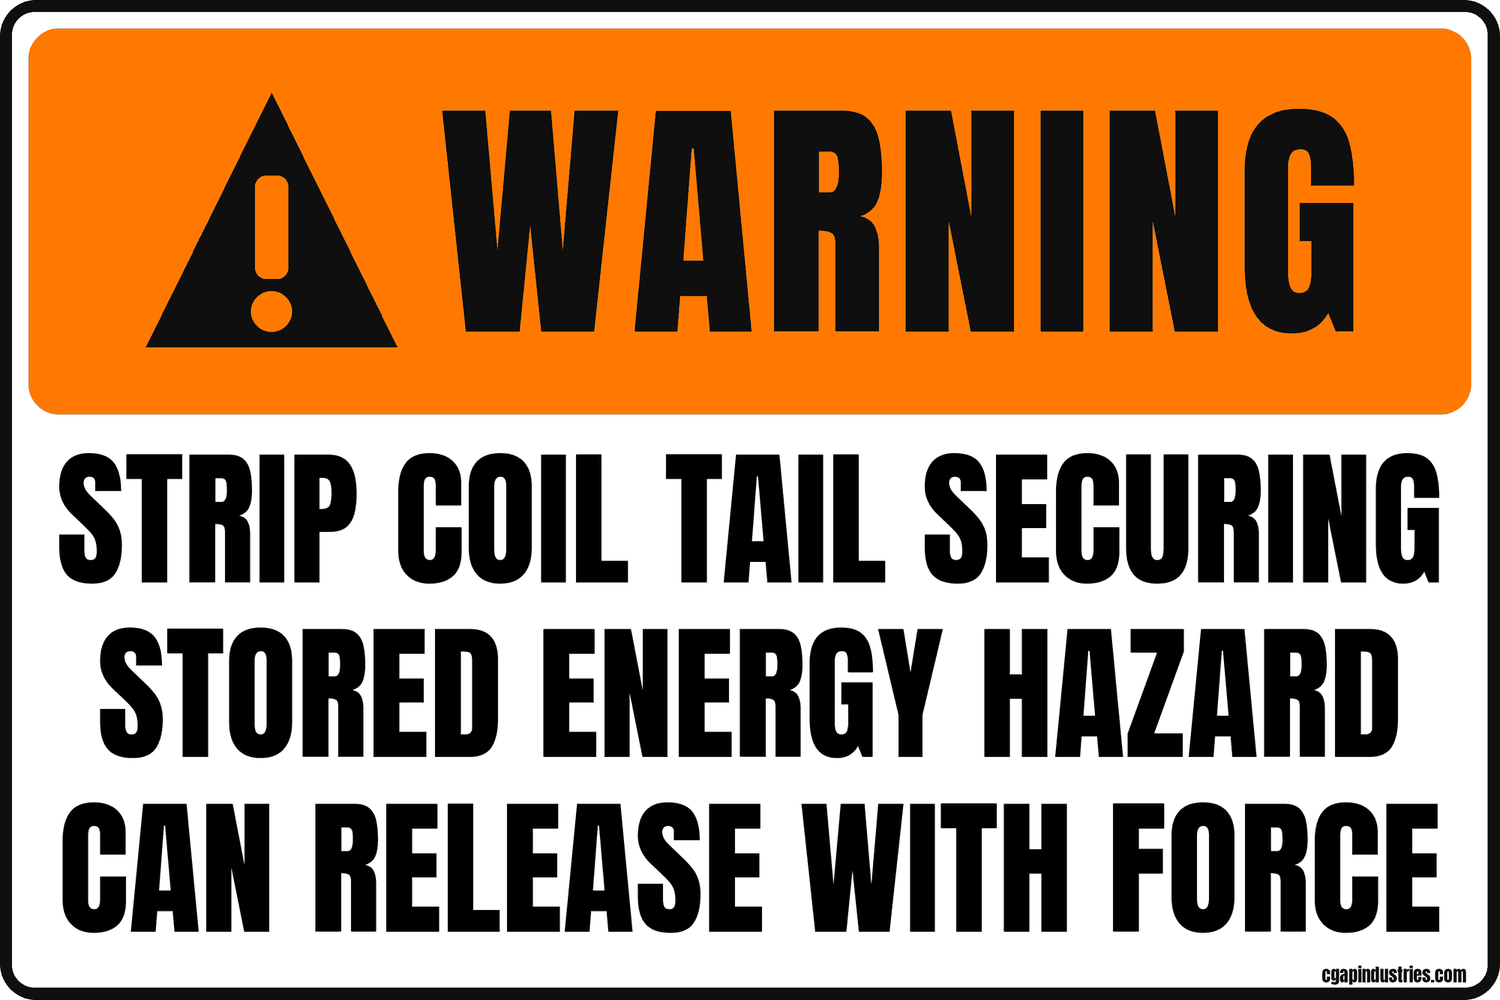 WARNING
STRIP COIL TAIL SECURING
STORED ENERGY HAZARD
CAN RELEASE WITH FORCE
cgapindustries.com